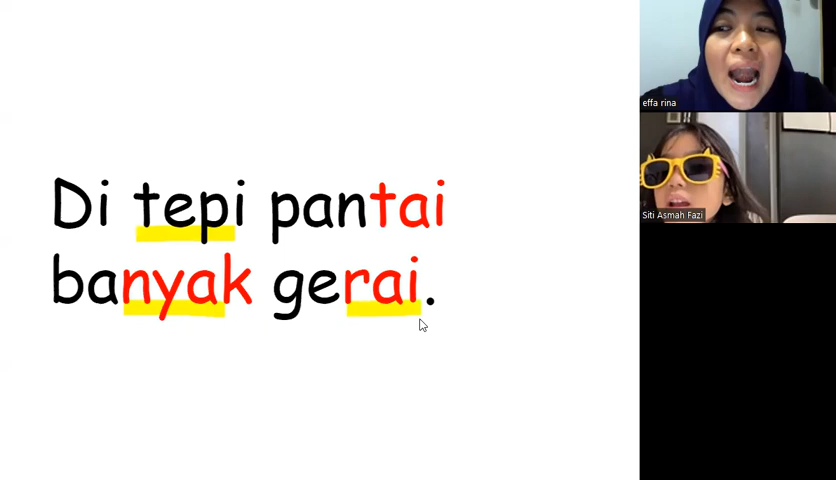 Di tepi pantai
banyak gerai.
effa rina
Siti Asmah Fazi